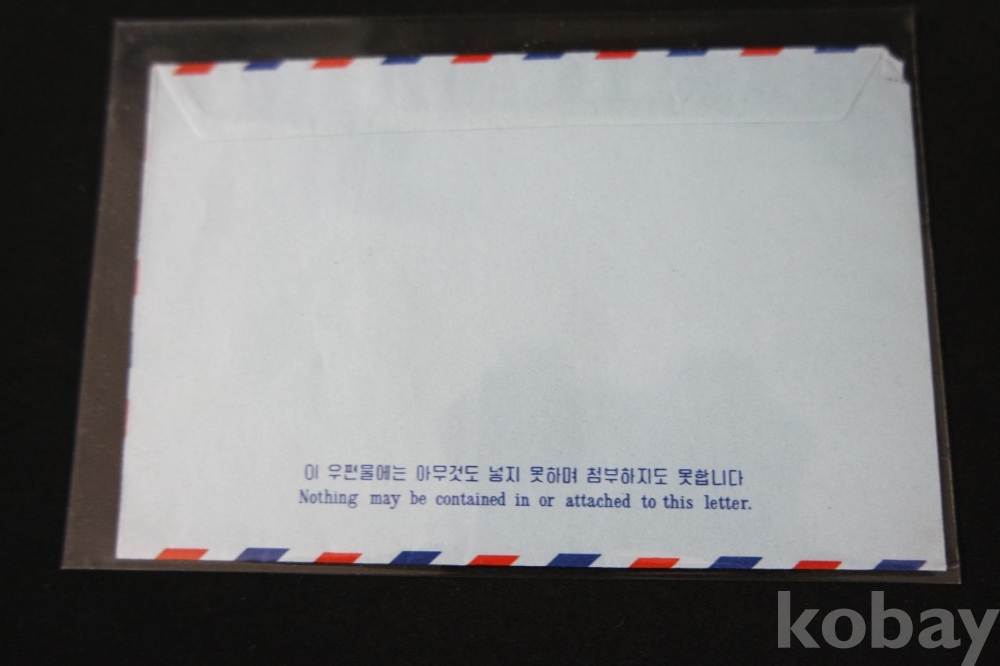 이 우편물에는 아무것도 넣지 못하며 첨부하지도 못합니다
Nothing may be contained in or attached to this letter.
kobay